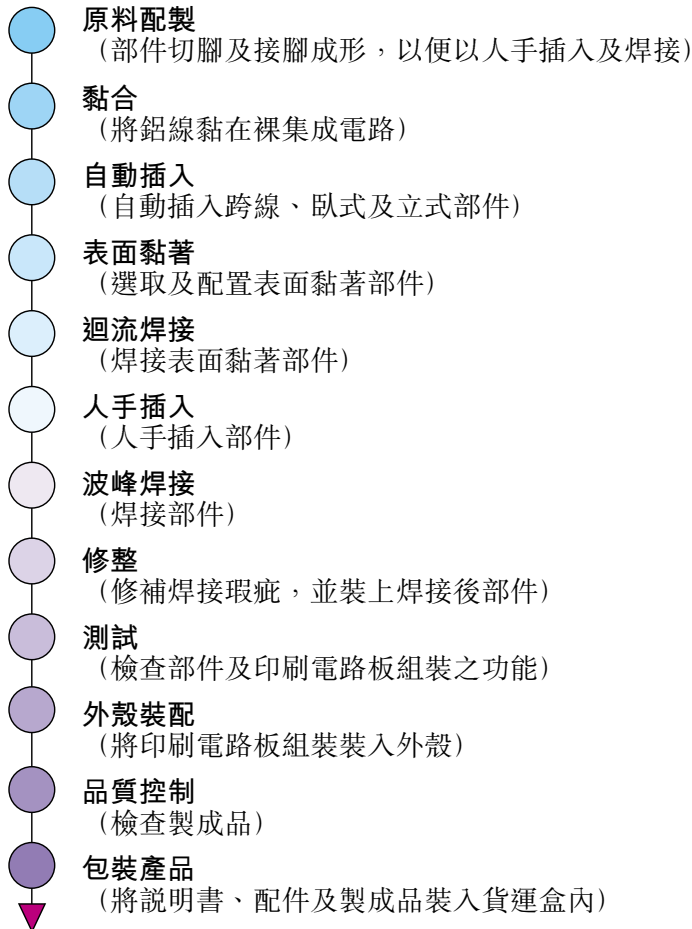 原料配製
（部件切腳及接腳成形，以便以人手插入及焊接）
黏合
（將鋁線黏在裸集成電路）
自動插入
（自動插入跨線、臥式及立式部件）
表面黏著
（選取及配置表面黏著部件）
迴流焊接
（焊接表面黏著部件）
人手插入
（人手插入部件）
波峰焊接
（焊接部件）
修整
（修補焊接瑕疵，並裝上焊接後部件）
測試
（檢查部件及印刷電路板組裝之功能）
外殼裝配
（將印刷電路板組裝裝入外殼）
品質控制
（檢查製成品）
包裝產品
（將説明書、配件及製成品裝入貨運盒內）